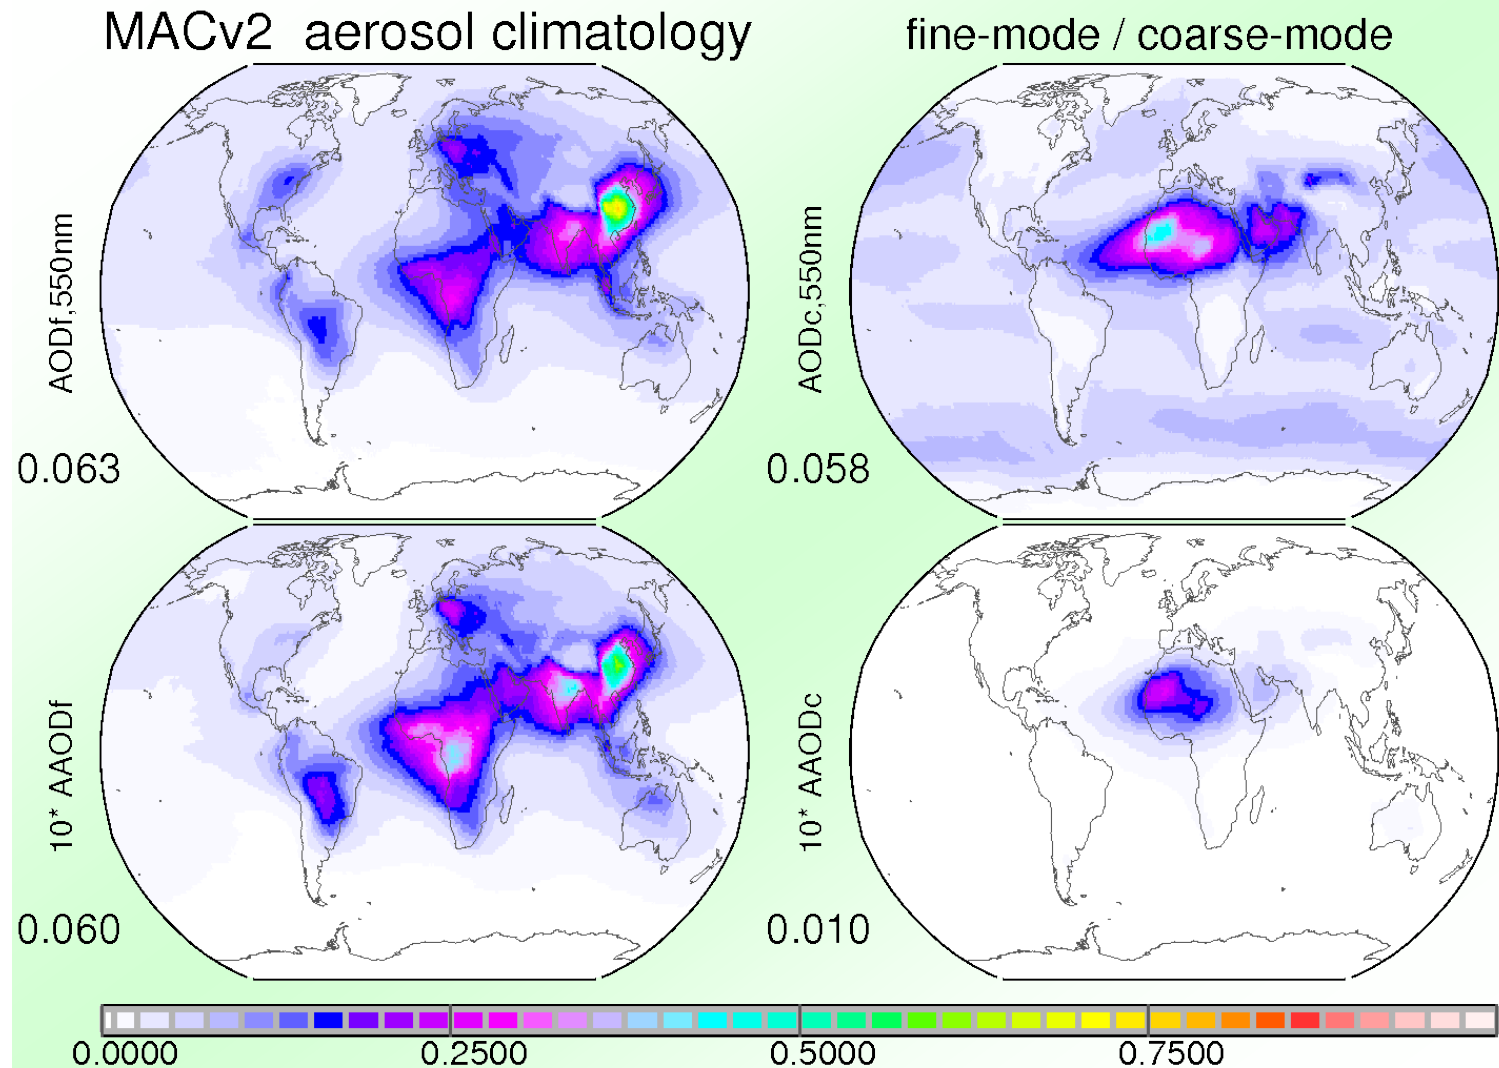 MACv2 aerosol climatology
fine-mode / coarse-mode
AODf,550nm
0.063
AODc,550nm
0.058
10* AAODf
0.060
10* AAODc
0.010
0.0000 0.2500 0.5000 0.7500